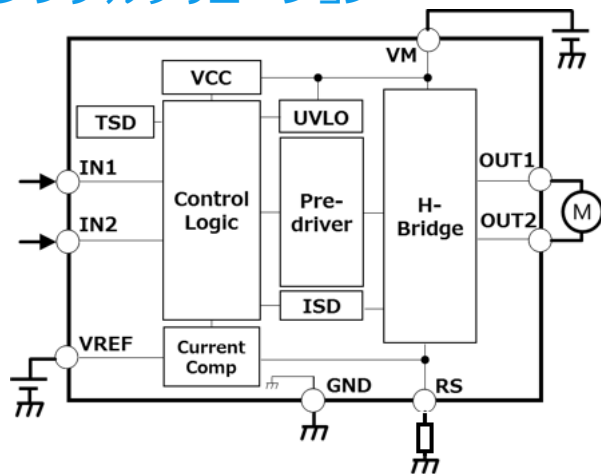 VM
VCC
TSD
UVLO
IN1
OUT1
Control
Logic
Pre-
driver
H-
Bridge
M
IN2
OUT2
ISD
VREF
Current
Comp
GND
RS